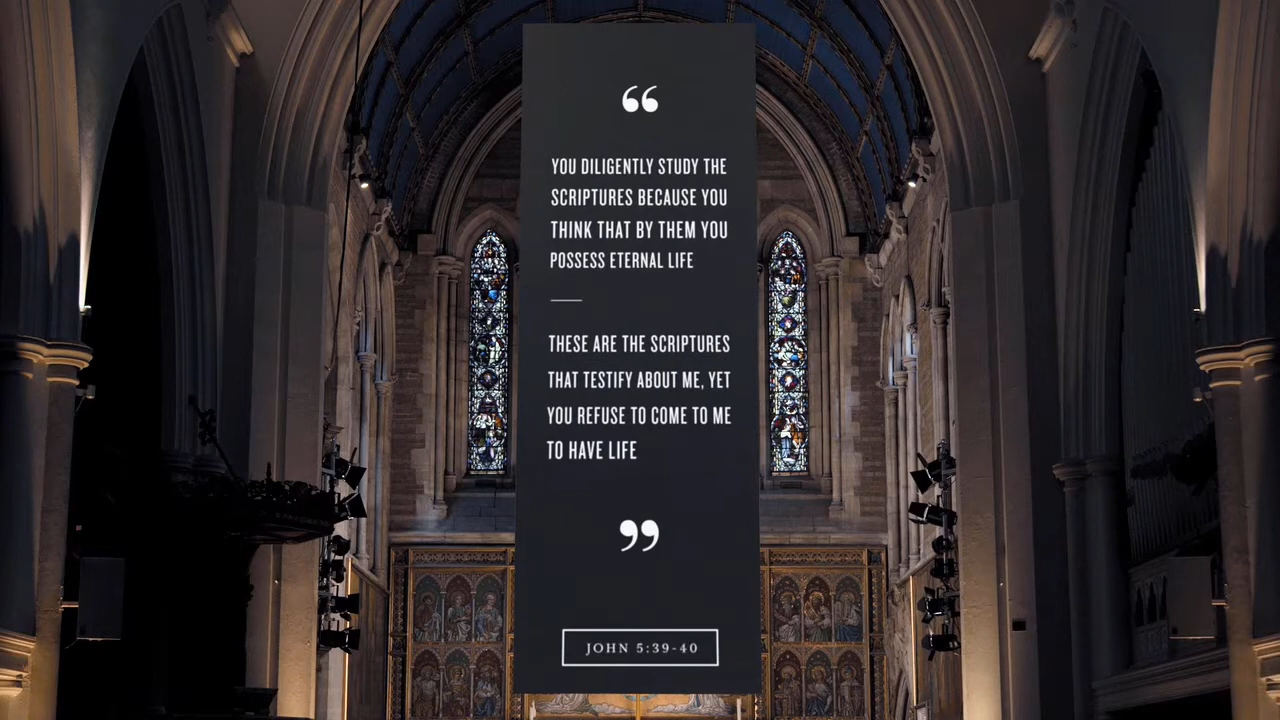 “
YOU DILIGENTLY STUDY THE
SCRIPTURES BECAUSE YOU
THINK THAT BY THEM YOU
POSSESS ETERNAL LIFE
THESE ARE THE SCRIPTURES
THAT TESTIFY ABOUT ME, YET
YOU REFUSE TO COME TO ME
TO HAVE LIFE
”
JOHN 5:39-40